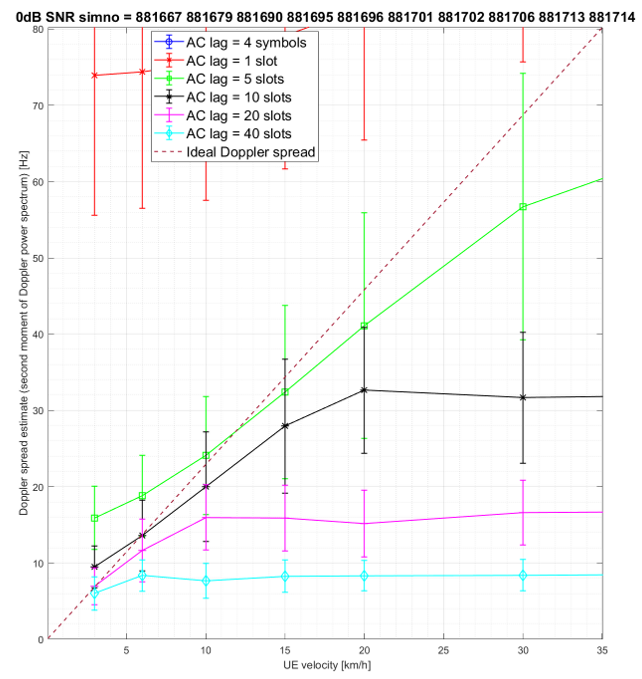 0dB SNR simno = 881667 881679 881690 881695 881696 881701 881702 881706 881713 881714
AC lag = 4 symbols
AC lag = 1 slot
AC lag = 5 slots
AC lag = 10 slots
AC lag = 20 slots
AC lag = 40 slots
Ideal Doppler spread
Doppler spread estimate (second moment of Doppler power spectrum) [Hz]
80
70
60
50
40
30
20
10
0
5
10
15
20
25
30
35
UE velocity [km/h]